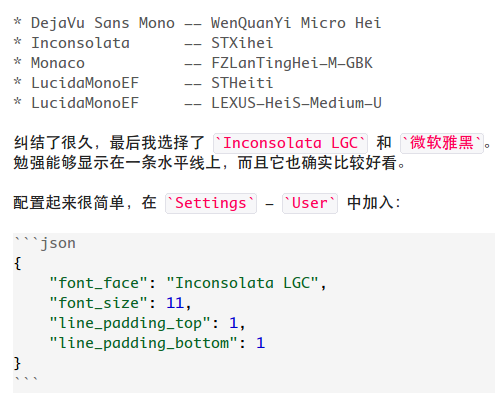 * DejaVu Sans Mono -- WenQuanYi Micro Hei
* Inconsolata      -- STXihei
* Monaco           -- FZLanTingHei-M-GBK
* LucidaMonoEF     -- STHeiti
* LucidaMonoEF     -- LEXUS-HeiS-Medium-U
纠结了很久，最后我选择了 `Inconsolata LGC` 和 `微软雅黑`。
勉强能够显示在一条水平线上，而且它也确实比较好看。
配置起来很简单，在 `Settings` - `User` 中加入：
```json
{
    "font_face": "Inconsolata LGC",
    "font_size": 11,
    "line_padding_top": 1,
    "line_padding_bottom": 1
}
```